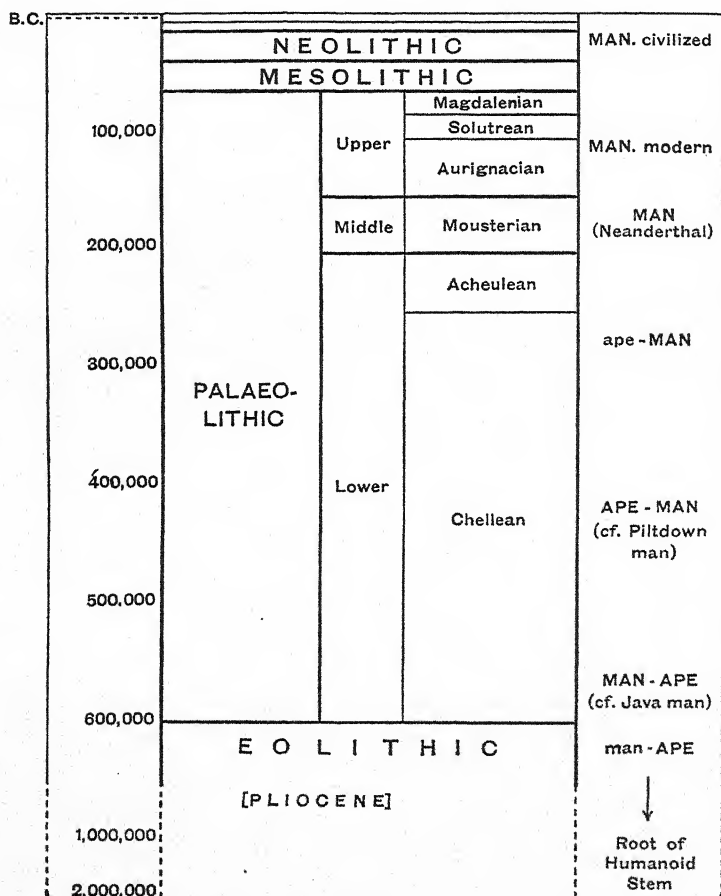 B.C.
NEOLITHIC
MAN. civilized
MESOLITHIC
Magdalenian
100,000
Solutrean
Upper
MAN. modern
Aurignacian
MAN
(Neanderthal)
Middle
Mousterian
200,000
Acheulean
ape-MAN
300,000
PALAEO-
LITHIC
400,000
Lower
APE-MAN
(cf. Piltdown
man)
Chellean
500,000
MAN-APE
(cf. Java man)
600,000
EOLITHIC
man-APE
[PLIOCENE]
1,000,000
Root of
Humanoid
Stem
2,000,000